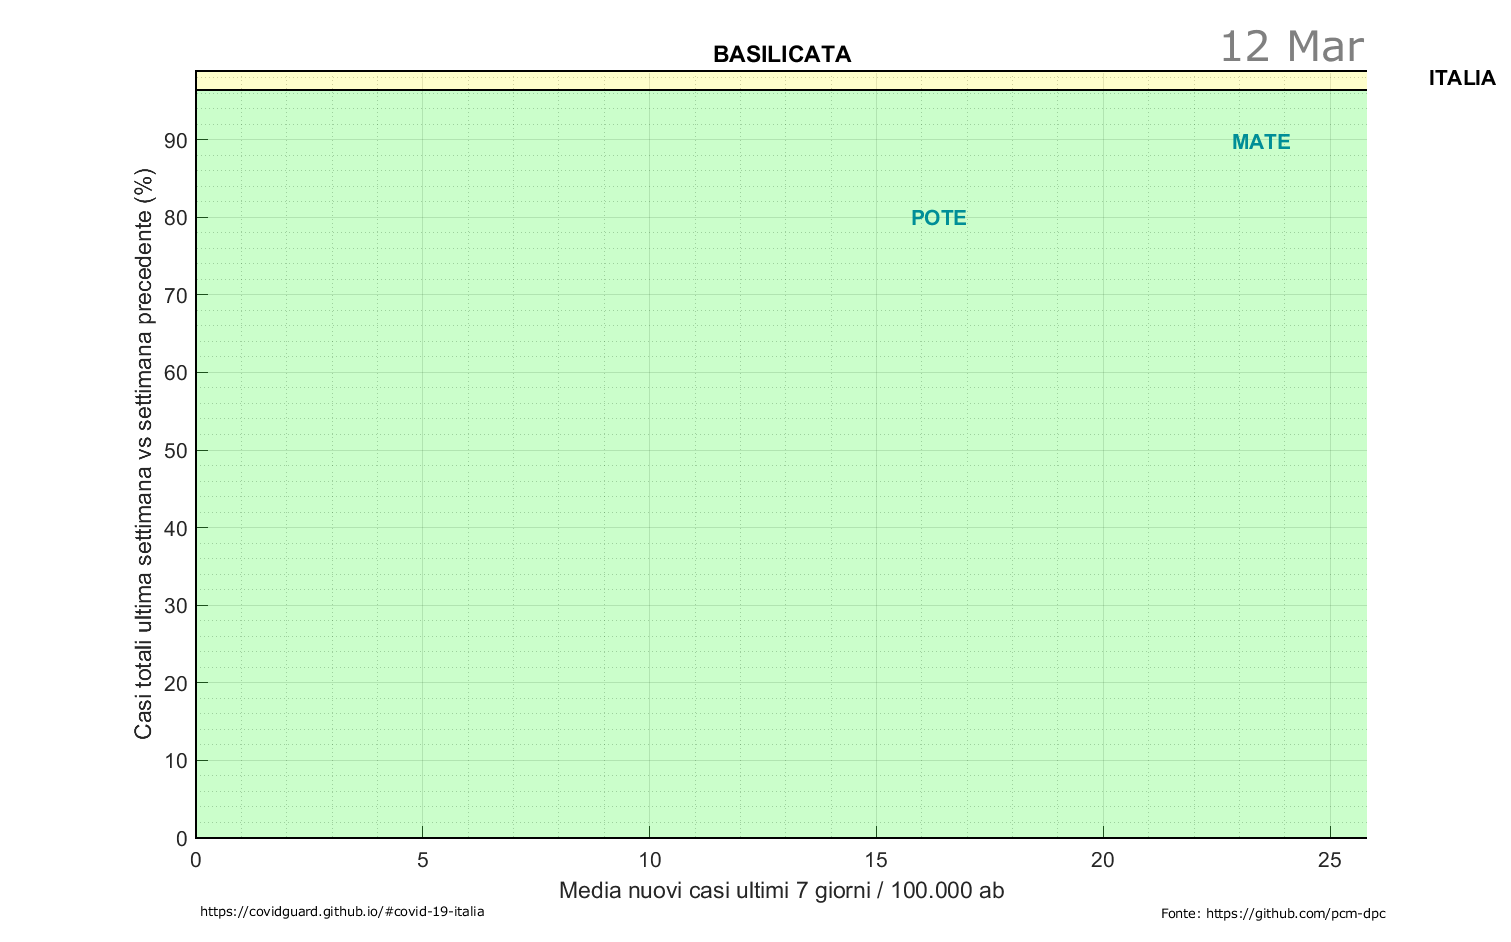 12 Mar
BASILICATA
ITALIA
Casi totali ultima settimana vs settimana precedente (%)
90
MATE
80
POTE
70
60
50
40
30
20
10
0
0 5 10 15 20 25
Media nuovi casi ultimi 7 giorni / 100.000 ab
https://covidguard.github.io/#covid-19-italia
Fonte: https://github.com/pcm-dpc